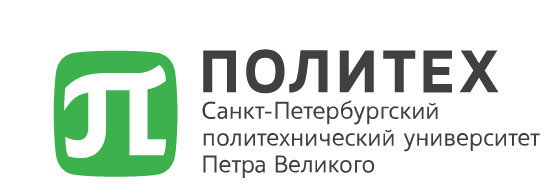 П
ПОЛИТЕХ
Санкт-Петербургский
политехнический университет
Петра Великого